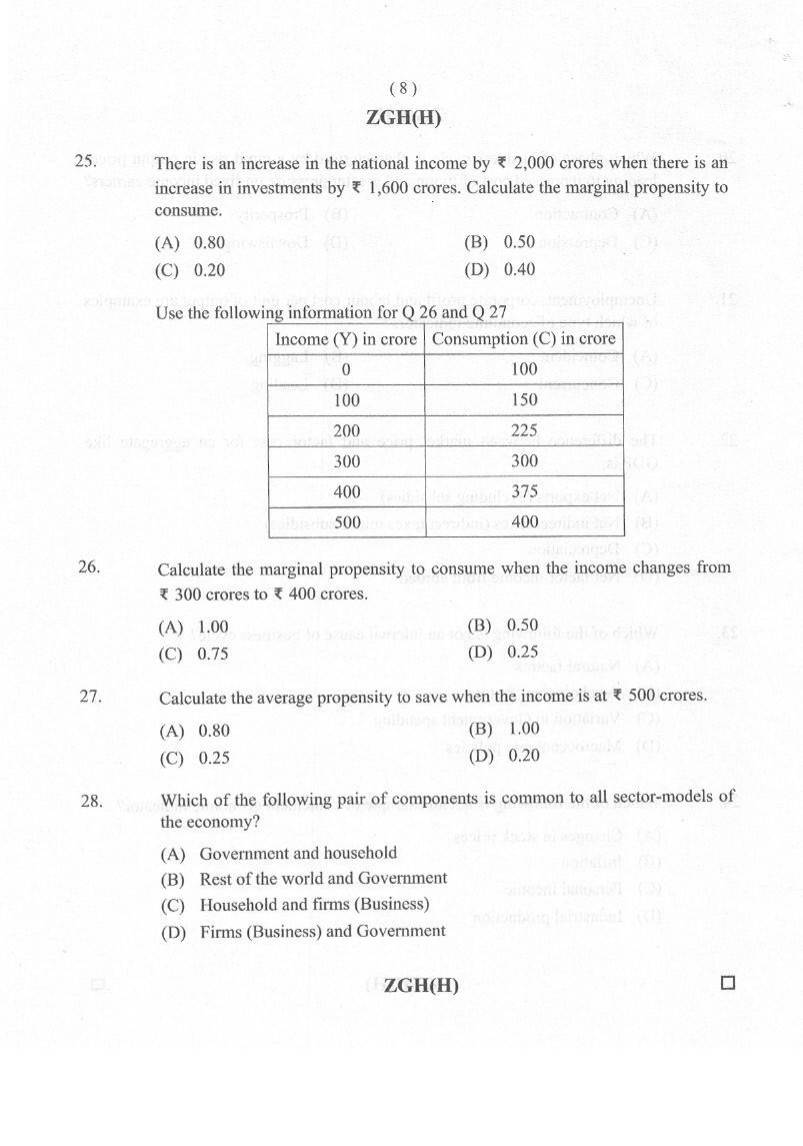 ( 8 )
ZGH(H)
25. There is an increase in the national income by ₹ 2,000 crores when there is an
increase in investments by ₹ 1,600 crores. Calculate the marginal propensity to
consume.
(A) 0.80 (B) 0.50
(C) 0.20 (D) 0.40
Use the following information for Q 26 and Q 27
Income (Y) in crore Consumption (C) in crore
0 100
100 150
200 225
300 300
400 375
500 400
26. Calculate the marginal propensity to consume when the income changes from
₹ 300 crores to ₹ 400 crores.
(A) 1.00 (B) 0.50
(C) 0.75 (D) 0.25
27. Calculate the average propensity to save when the income is at ₹ 500 crores.
(A) 0.80 (B) 1.00
(C) 0.25 (D) 0.20
28. Which of the following pair of components is common to all sector-models of
the economy?
(A) Government and household
(B) Rest of the world and Government
(C) Household and firms (Business)
(D) Firms (Business) and Government
ZGH(H)